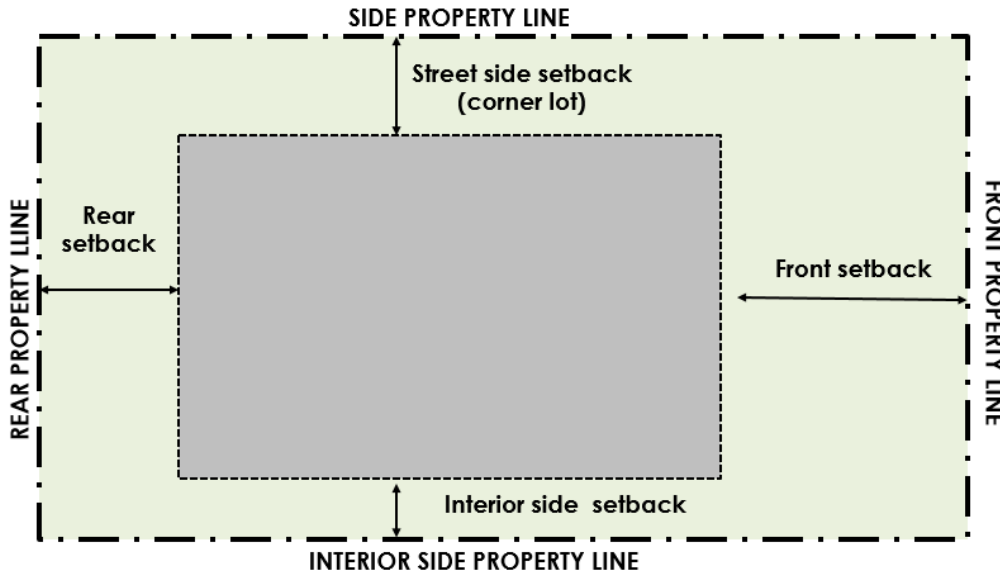 SIDE PROPERTY LINE
Street side setback
(corner lot)
Rear
setback
REAR PROPERTY LLINE
Front setback
FRONT PROPERTY LINE
Interior side  setback
INTERIOR SIDE PROPERTY LINE